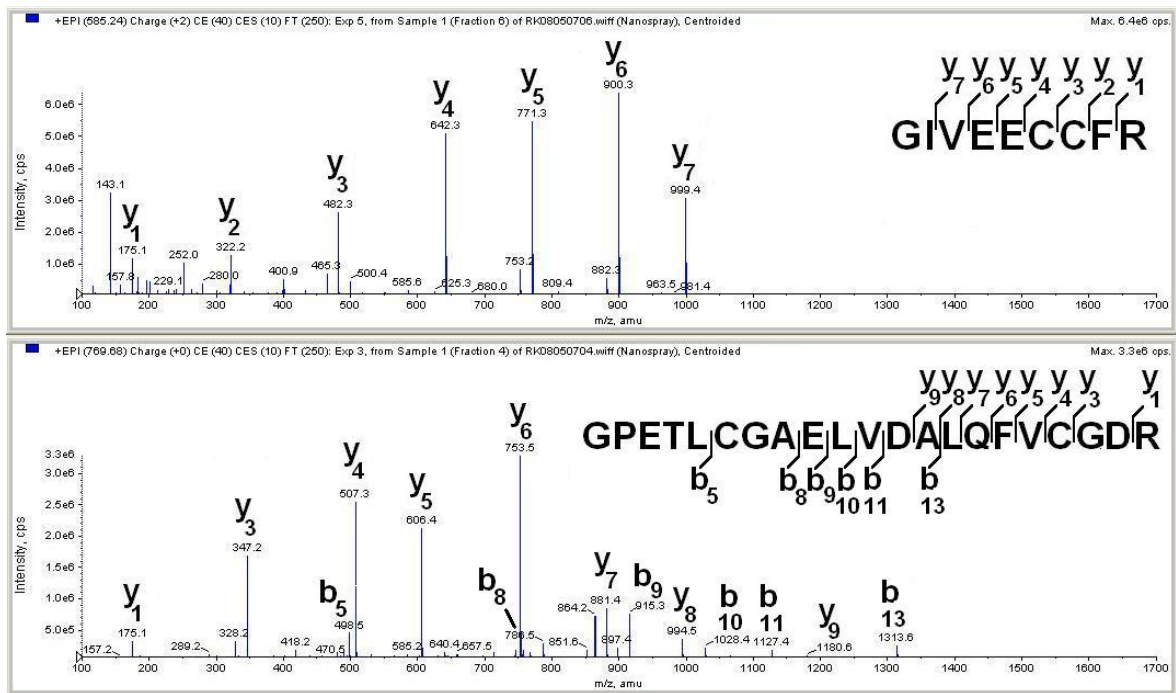 +EPI (585.24) Charge (+2) CE (40) CES (10) FT (250): Exp 5, from Sample 1 (Fraction 6) of RK08050706.wiff (Nanospray), Centroided
Max. 6.4e6 cps.
Intensity, cps
6.0e6
5.0e6
4.0e6
3.0e6
2.0e6
1.0e6
143.1
157.8
y1
175.1
229.1
252.0
280.0
y2
322.2
400.9
465.3
y3
482.3
500.4
585.6
625.3
y4
642.3
680.0
753.2
y5
771.3
809.4
882.3
y6
900.3
963.5
981.4
y7
999.4
y7 y6 y5 y4 y3 y2 y1
GIVEECCFR
100 200 300 400 500 600 700 800 900 1000 1100 1200 1300 1400 1500 1600 1700
m/z, amu
+EPI (769.68) Charge (+0) CE (40) CES (10) FT (250): Exp 3, from Sample 1 (Fraction 4) of RK08050704.wiff (Nanospray), Centroided
Max. 3.3e6 cps.
Intensity, cps
3.3e6
3.0e6
2.5e6
2.0e6
1.5e6
1.0e6
5.0e5
157.2
y1
175.1
289.2
328.2
y3
347.2
418.2
470.5
b5
498.5
y4
507.3
585.2
y5
606.4
640.4
657.5
b8
y6
753.5
786.5
851.6
864.2
y7
881.4
897.4
b9
915.3
y8
994.5
b10
1028.4
b11
1127.4
y9
1180.6
b13
1313.6
y9 y8 y7 y6 y5 y4 y3 y1
GPETLCGAELVDALQFVCGDR
b5 b8 b9 b10 b11 b13
100 200 300 400 500 600 700 800 900 1000 1100 1200 1300 1400 1500 1600 1700
m/z, amu